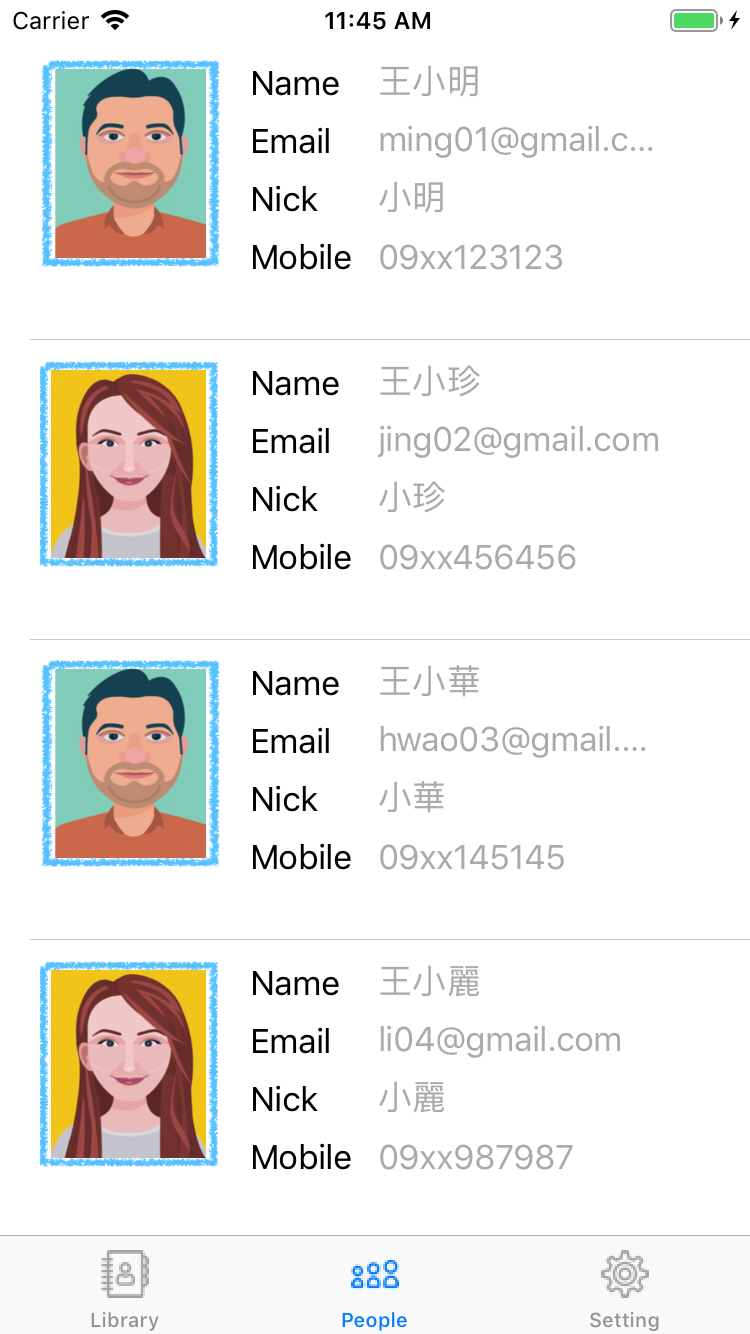 Carrier 11:45 AM
Name 王小明
Email ming01@gmail.c...
Nick 小明
Mobile 09xx123123
Name 王小珍
Email jing02@gmail.com
Nick 小珍
Mobile 09xx456456
Name 王小華
Email hwao03@gmail....
Nick 小華
Mobile 09xx145145
Name 王小麗
Email li04@gmail.com
Nick 小麗
Mobile 09xx987987
Library People Setting